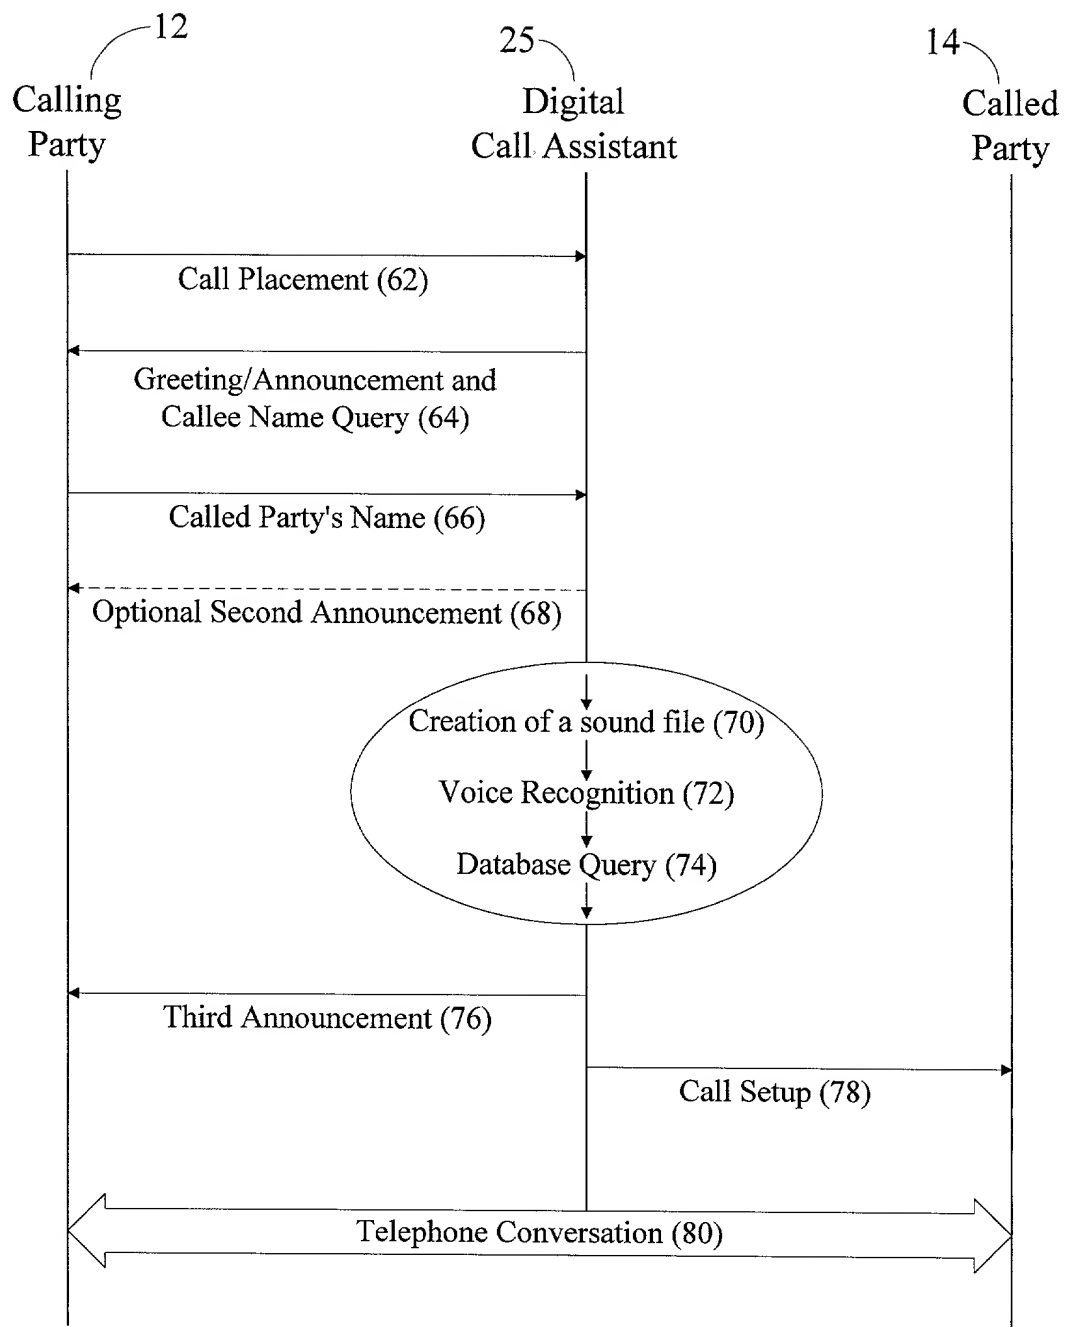 12
25
14
Calling
Party
Digital
Call Assistant
Called
Party
Call Placement (62)
Greeting/Announcement and
Callee Name Query (64)
Called Party's Name (66)
Optional Second Announcement (68)
Creation of a sound file (70)
Voice Recognition (72)
Database Query (74)
Third Announcement (76)
Call Setup (78)
Telephone Conversation (80)